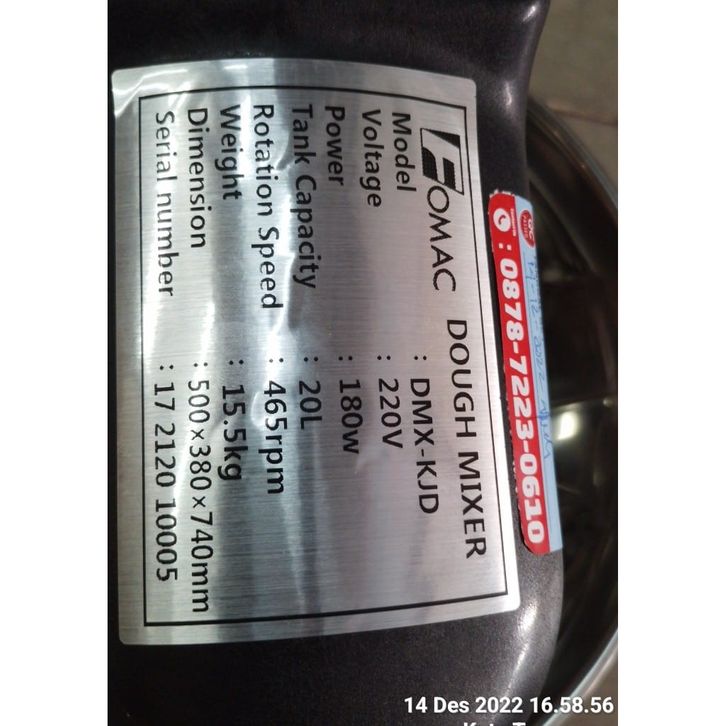 FOMAC DOUGH MIXER
Model : DMX-KJD
Voltage : 220V
Power : 180w
Tank Capacity : 20L
Rotation Speed : 465rpm
Weight : 15.5kg
Dimension : 500×380×740mm
Serial number : 17 2120 10005
: 0878-7223-0610
14 Des 2022 16.58.56